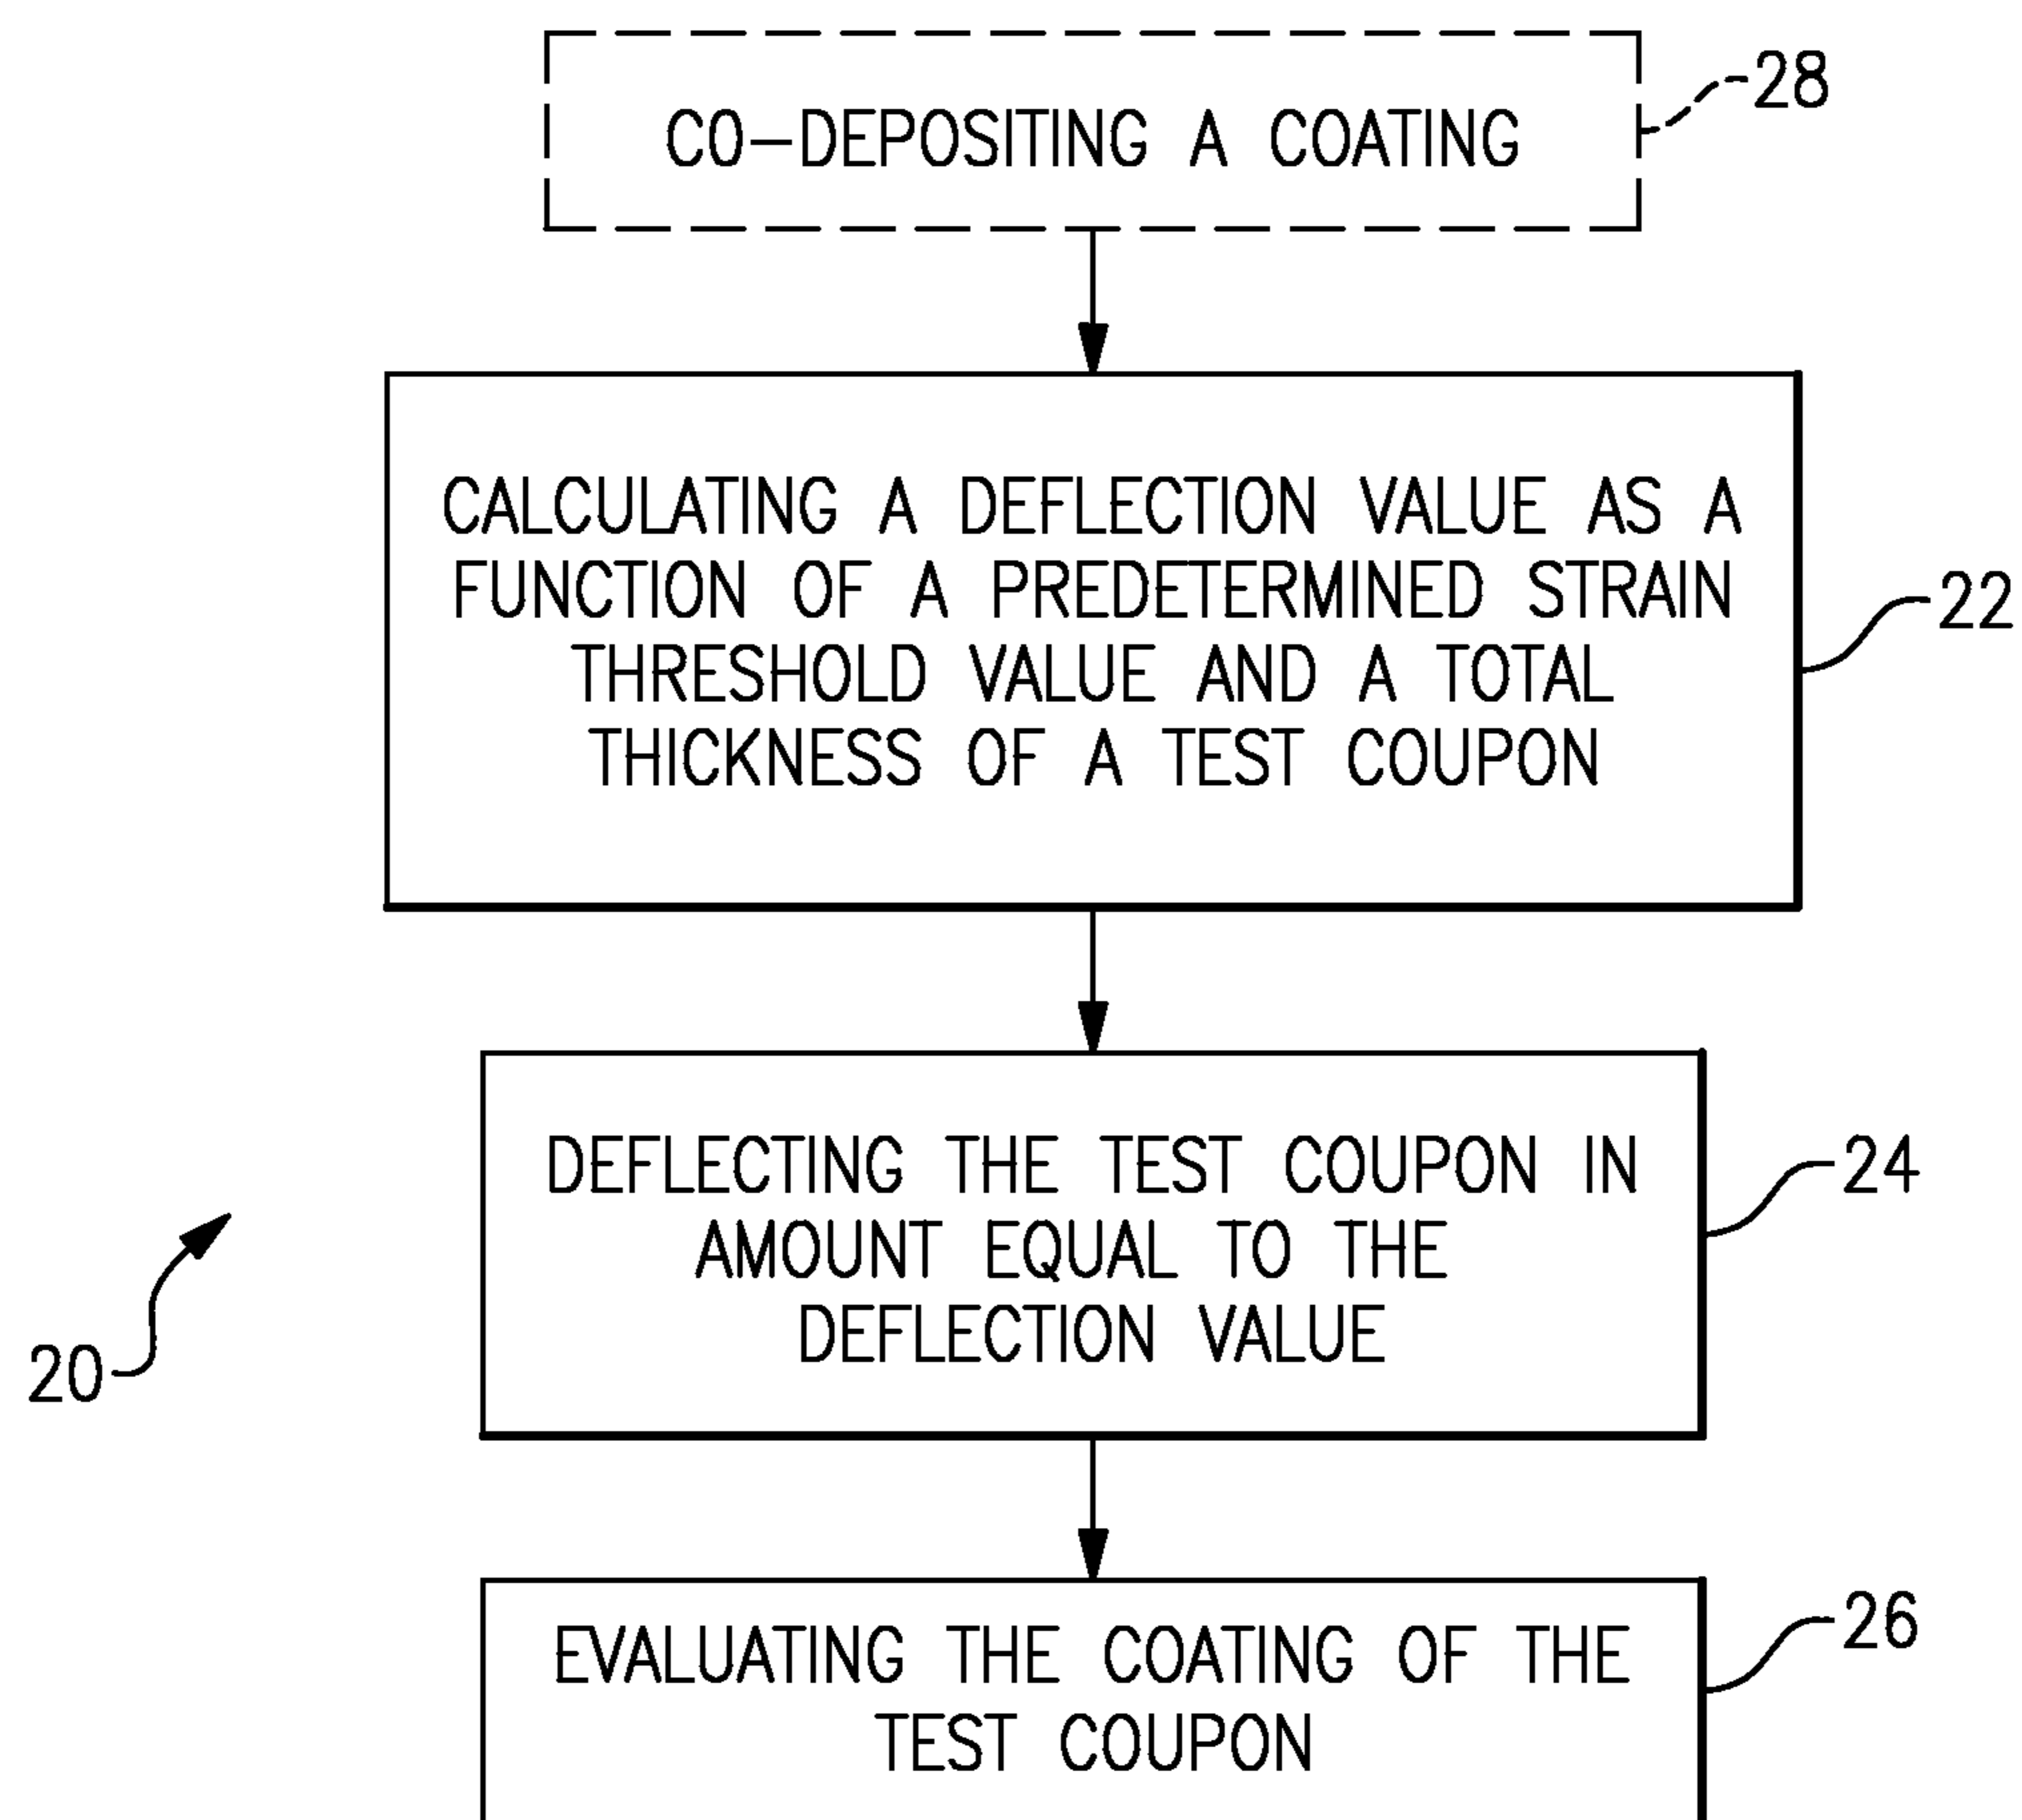 CO-DEPOSITING A COATING
28
CALCULATING A DEFLECTION VALUE AS A
FUNCTION OF A PREDETERMINED STRAIN
THRESHOLD VALUE AND A TOTAL
THICKNESS OF A TEST COUPON
22
DEFLECTING THE TEST COUPON IN
AMOUNT EQUAL TO THE
DEFLECTION VALUE
24
20
EVALUATING THE COATING OF THE
TEST COUPON
26